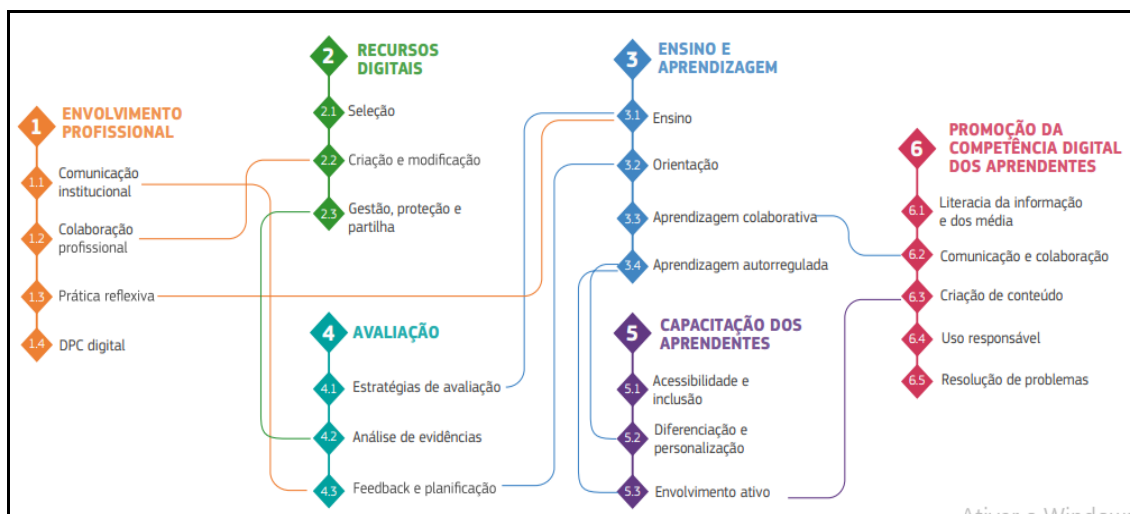 1
ENVOLVIMENTO
PROFISSIONAL
1.1
Comunicação
institucional
1.2
Colaboração
profissional
1.3
Prática reflexiva
1.4
DPC digital
2
RECURSOS
DIGITAIS
2.1
Seleção
2.2
Criação e modificação
2.3
Gestão, proteção e
partilha
3
ENSINO E
APRENDIZAGEM
3.1
Ensino
3.2
Orientação
3.3
Aprendizagem colaborativa
3.4
Aprendizagem autorregulada
4
AVALIAÇÃO
4.1
Estratégias de avaliação
4.2
Análise de evidências
4.3
Feedback e planificação
5
CAPACITAÇÃO DOS
APRENDENTES
5.1
Acessibilidade e
inclusão
5.2
Diferenciação e
personalização
5.3
Envolvimento ativo
6
PROMOÇÃO DA
COMPETÊNCIA DIGITAL
DOS APRENDENTES
6.1
Literacia da informação
e dos média
6.2
Comunicação e colaboração
6.3
Criação de conteúdo
6.4
Uso responsável
6.5
Resolução de problemas